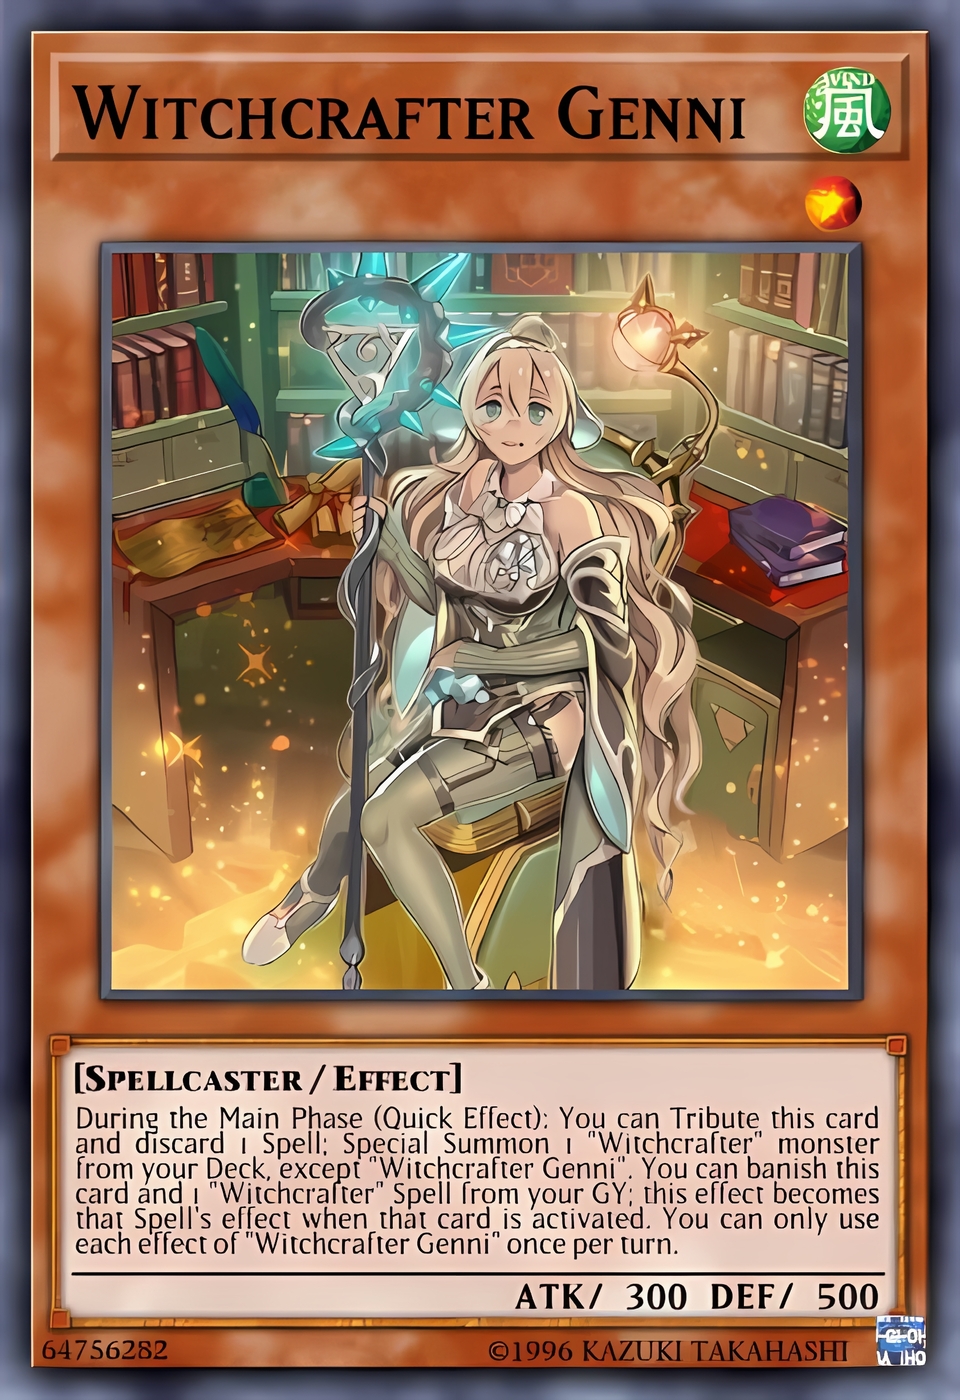 WITCHCRAFTER GENNI
風
[SPELLCASTER / EFFECT]
During the Main Phase (Quick Effect): You can Tribute this card
and discard 1 Spell; Special Summon 1 "Witchcrafter" monster
from your Deck, except "Witchcrafter Genni". You can banish this
card and 1 "Witchcrafter" Spell from your GY; this effect becomes
that Spell's effect when that card is activated. You can only use
each effect of "Witchcrafter Genni" once per turn.
ATK/ 300 DEF/ 500
64756282
©1996 KAZUKI TAKAHASHI